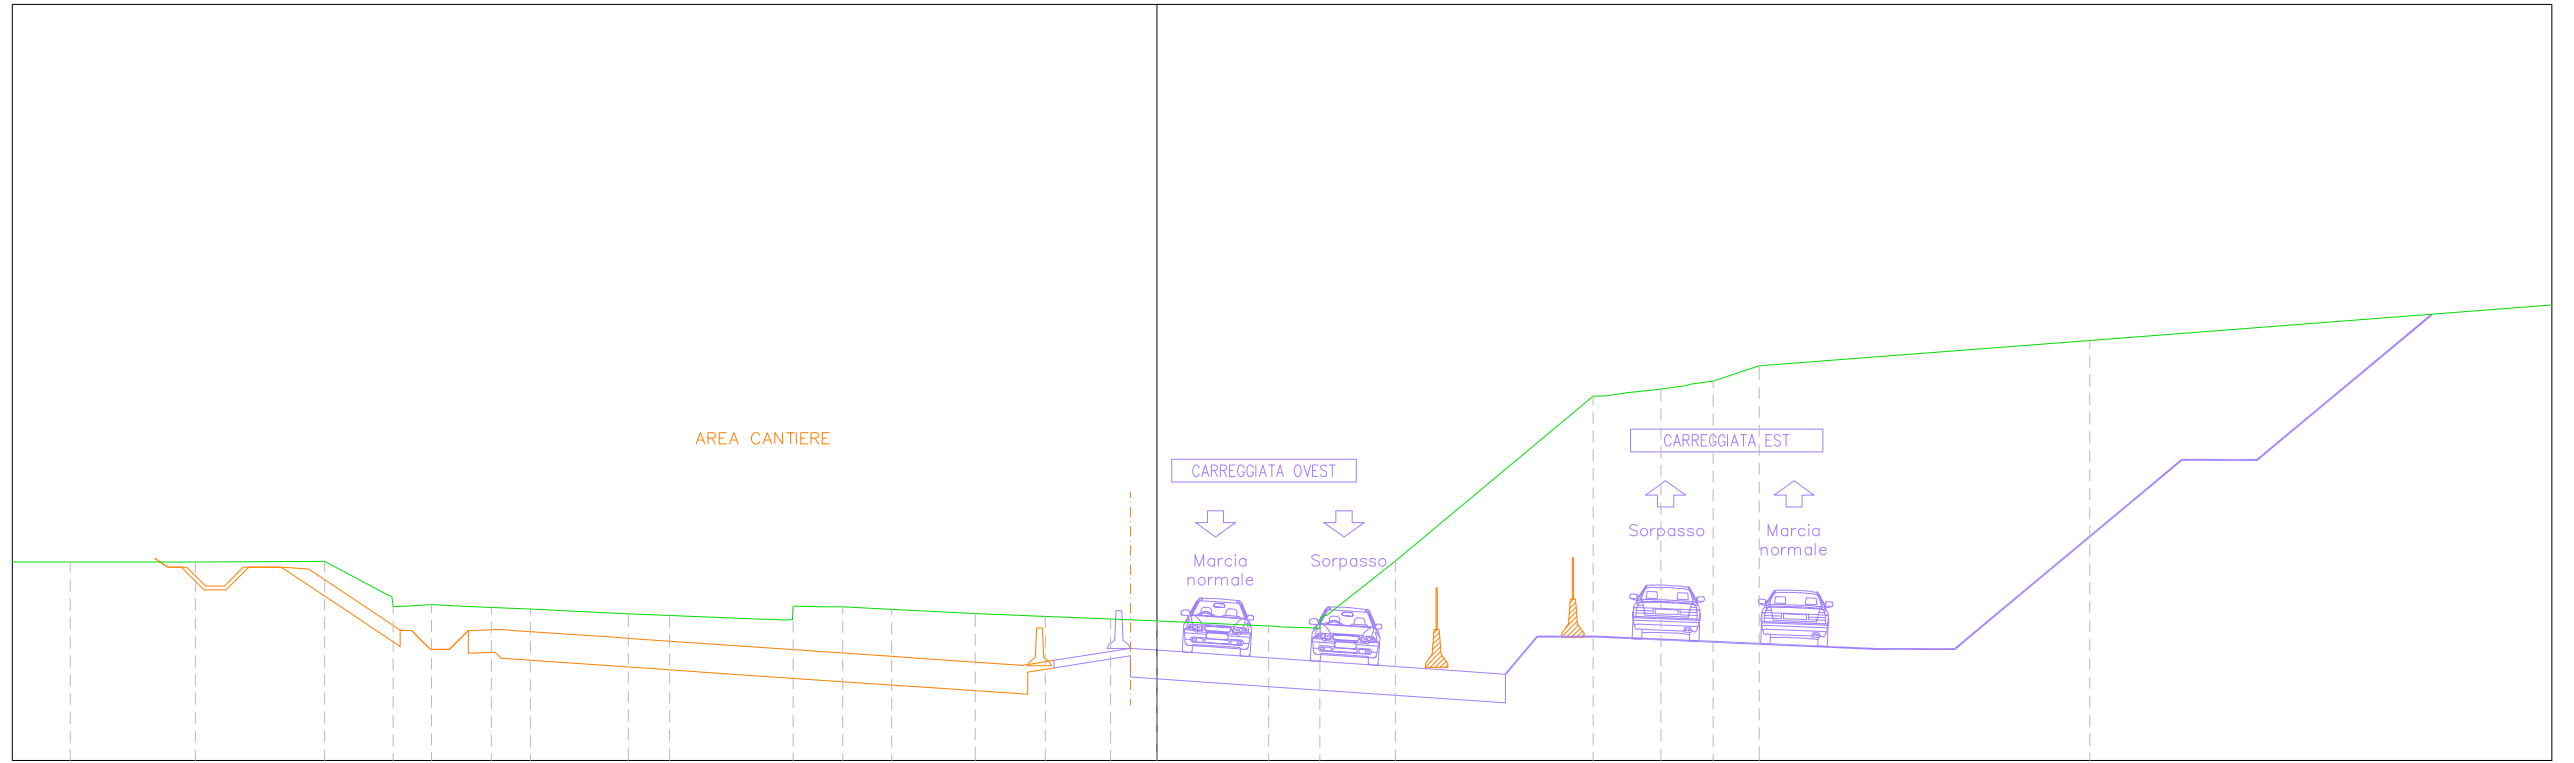 AREA CANTIERE
CARREGGIATA OVEST
Marcia
normale
Sorpasso
CARREGGIATA EST
Sorpasso
Marcia
normale